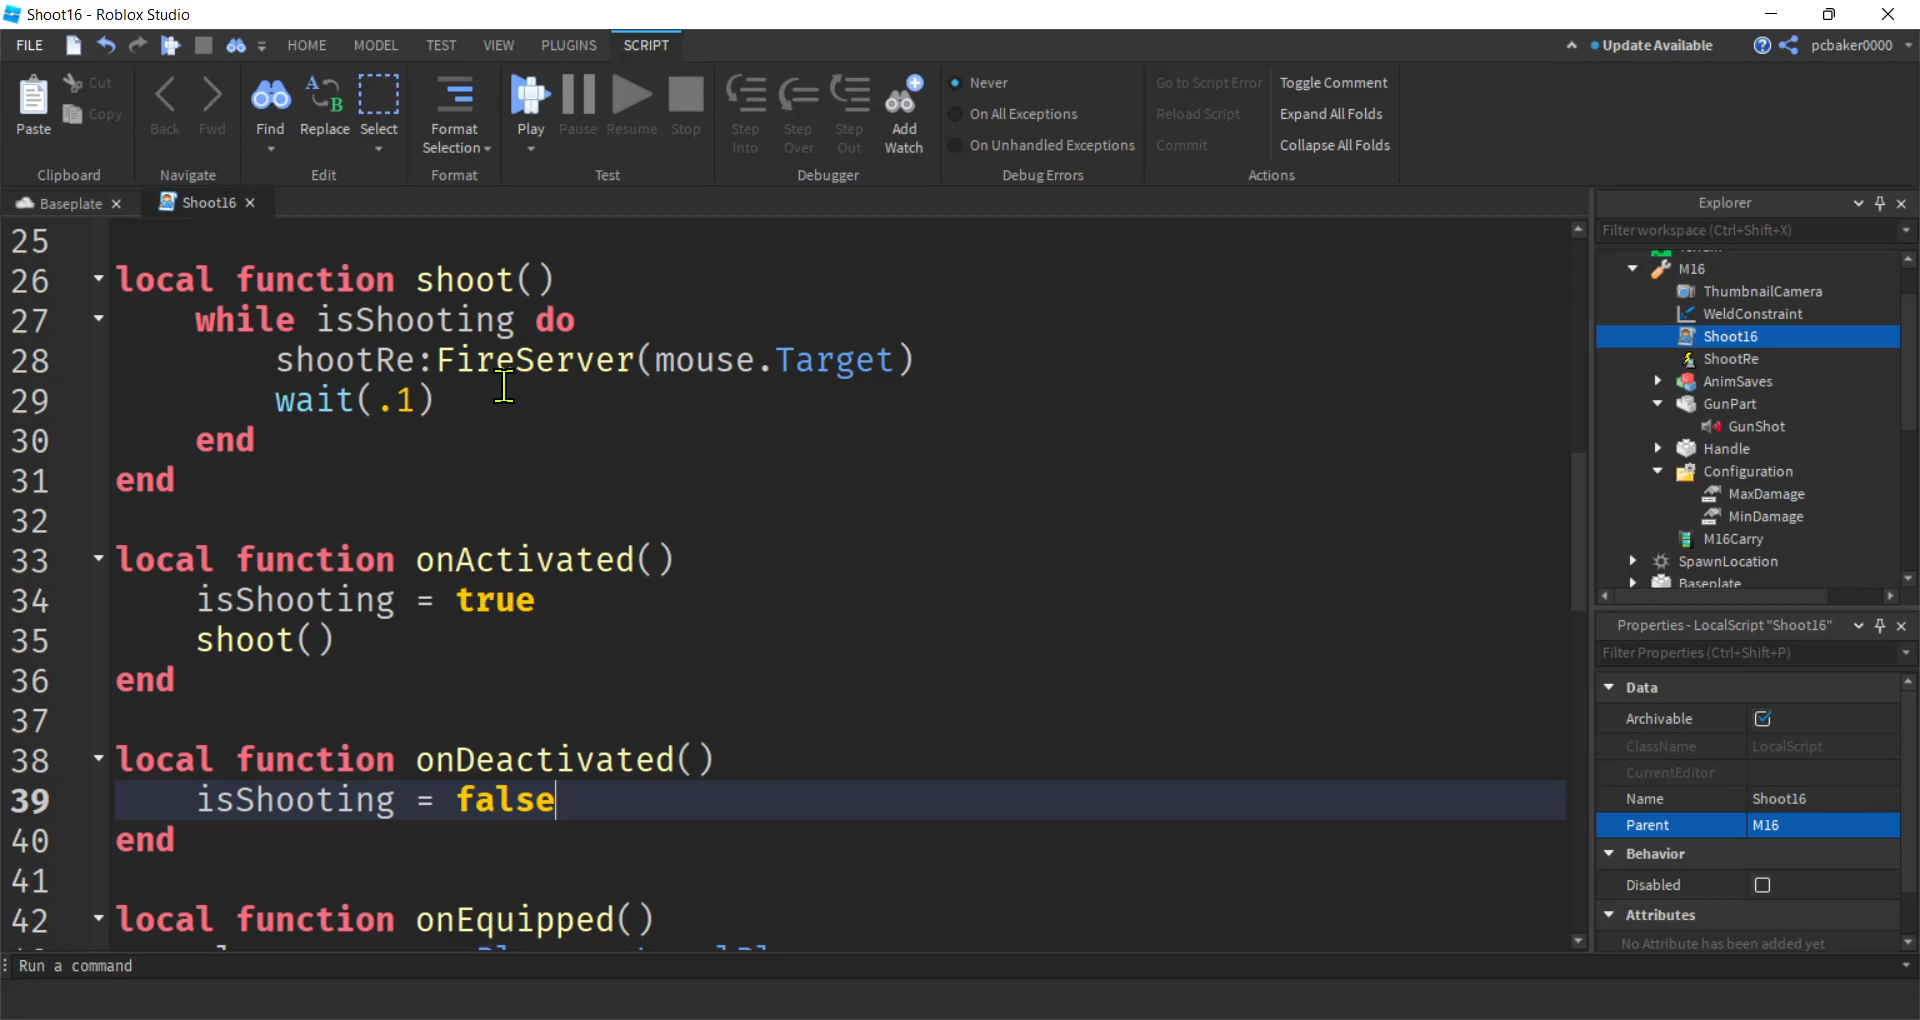 Shoot16 - Roblox Studio
FILE HOME MODEL TEST VIEW PLUGINS SCRIPT Update Available pcbaker0000
Paste Cut Copy Clipboard
Back Fwd Navigate
Find Replace Select Edit
Format Selection Format
Play Pause Resume Stop Test
Step Into Step Over Step Out Add Watch Debugger
Never
On All Exceptions
On Unhandled Exceptions
Debug Errors
Go to Script Error Toggle Comment
Reload Script Expand All Folds
Commit Collapse All Folds
Actions
Baseplate Shoot16
25
26 local function shoot()
27 while isShooting do
28 shootRe:FireServer(mouse.Target)
29 wait(.1)
30 end
31 end
32
33 local function onActivated()
34 isShooting = true
35 shoot()
36 end
37
38 local function onDeactivated()
39 isShooting = false
40 end
41
42 local function onEquipped()
Run a command
Explorer
Filter workspace (Ctrl+Shift+X)
M16
ThumbnailCamera
WeldConstraint
Shoot16
ShootRe
AnimSaves
GunPart
GunShot
Handle
Configuration
MaxDamage
MinDamage
M16Carry
SpawnLocation
Baseplate
Properties - LocalScript "Shoot16"
Filter Properties (Ctrl+Shift+P)
Data
Archivable
ClassName LocalScript
CurrentEditor
Name Shoot16
Parent M16
Behavior
Disabled
Attributes
No Attribute has been added yet